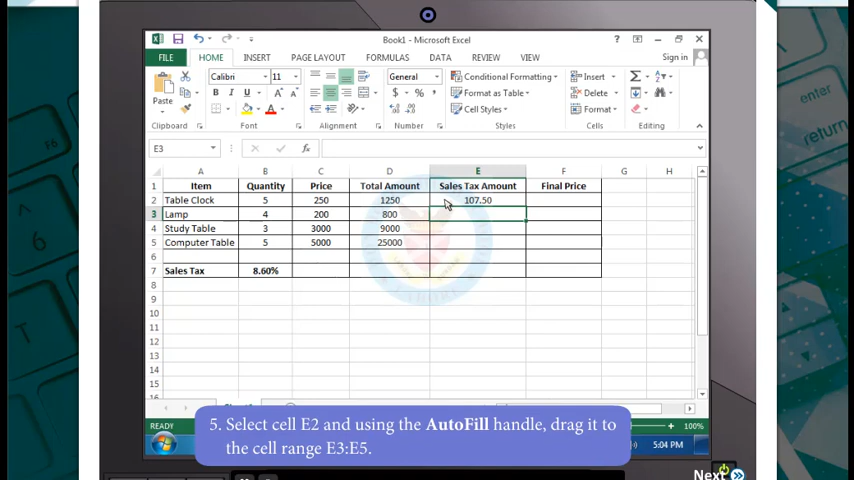 Book1 - Microsoft Excel
FILE HOME INSERT PAGE LAYOUT FORMULAS DATA REVIEW VIEW Sign in
Calibri 11 General Conditional Formatting Insert
Paste B I U $ % Format as Table Delete
Cell Styles Format
Clipboard Font Alignment Number Styles Cells Editing
E3 fx
A B C D E F G H
1 Item Quantity Price Total Amount Sales Tax Amount Final Price
2 Table Clock 5 250 1250 107.50
3 Lamp 4 200 800
4 Study Table 3 3000 9000
5 Computer Table 5 5000 25000
6
7 Sales Tax 8.60%
8
9
10
11
12
13
14
15
READY 100%
5. Select cell E2 and using the AutoFill handle, drag it to
the cell range E3:E5.
5:04 PM
Next
enter
return